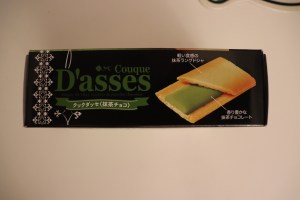 Couque
D'asses
クックダッセ（抹茶チョコ）
軽い食感の
抹茶ラングドシャ
香り豊かな
抹茶チョコレート